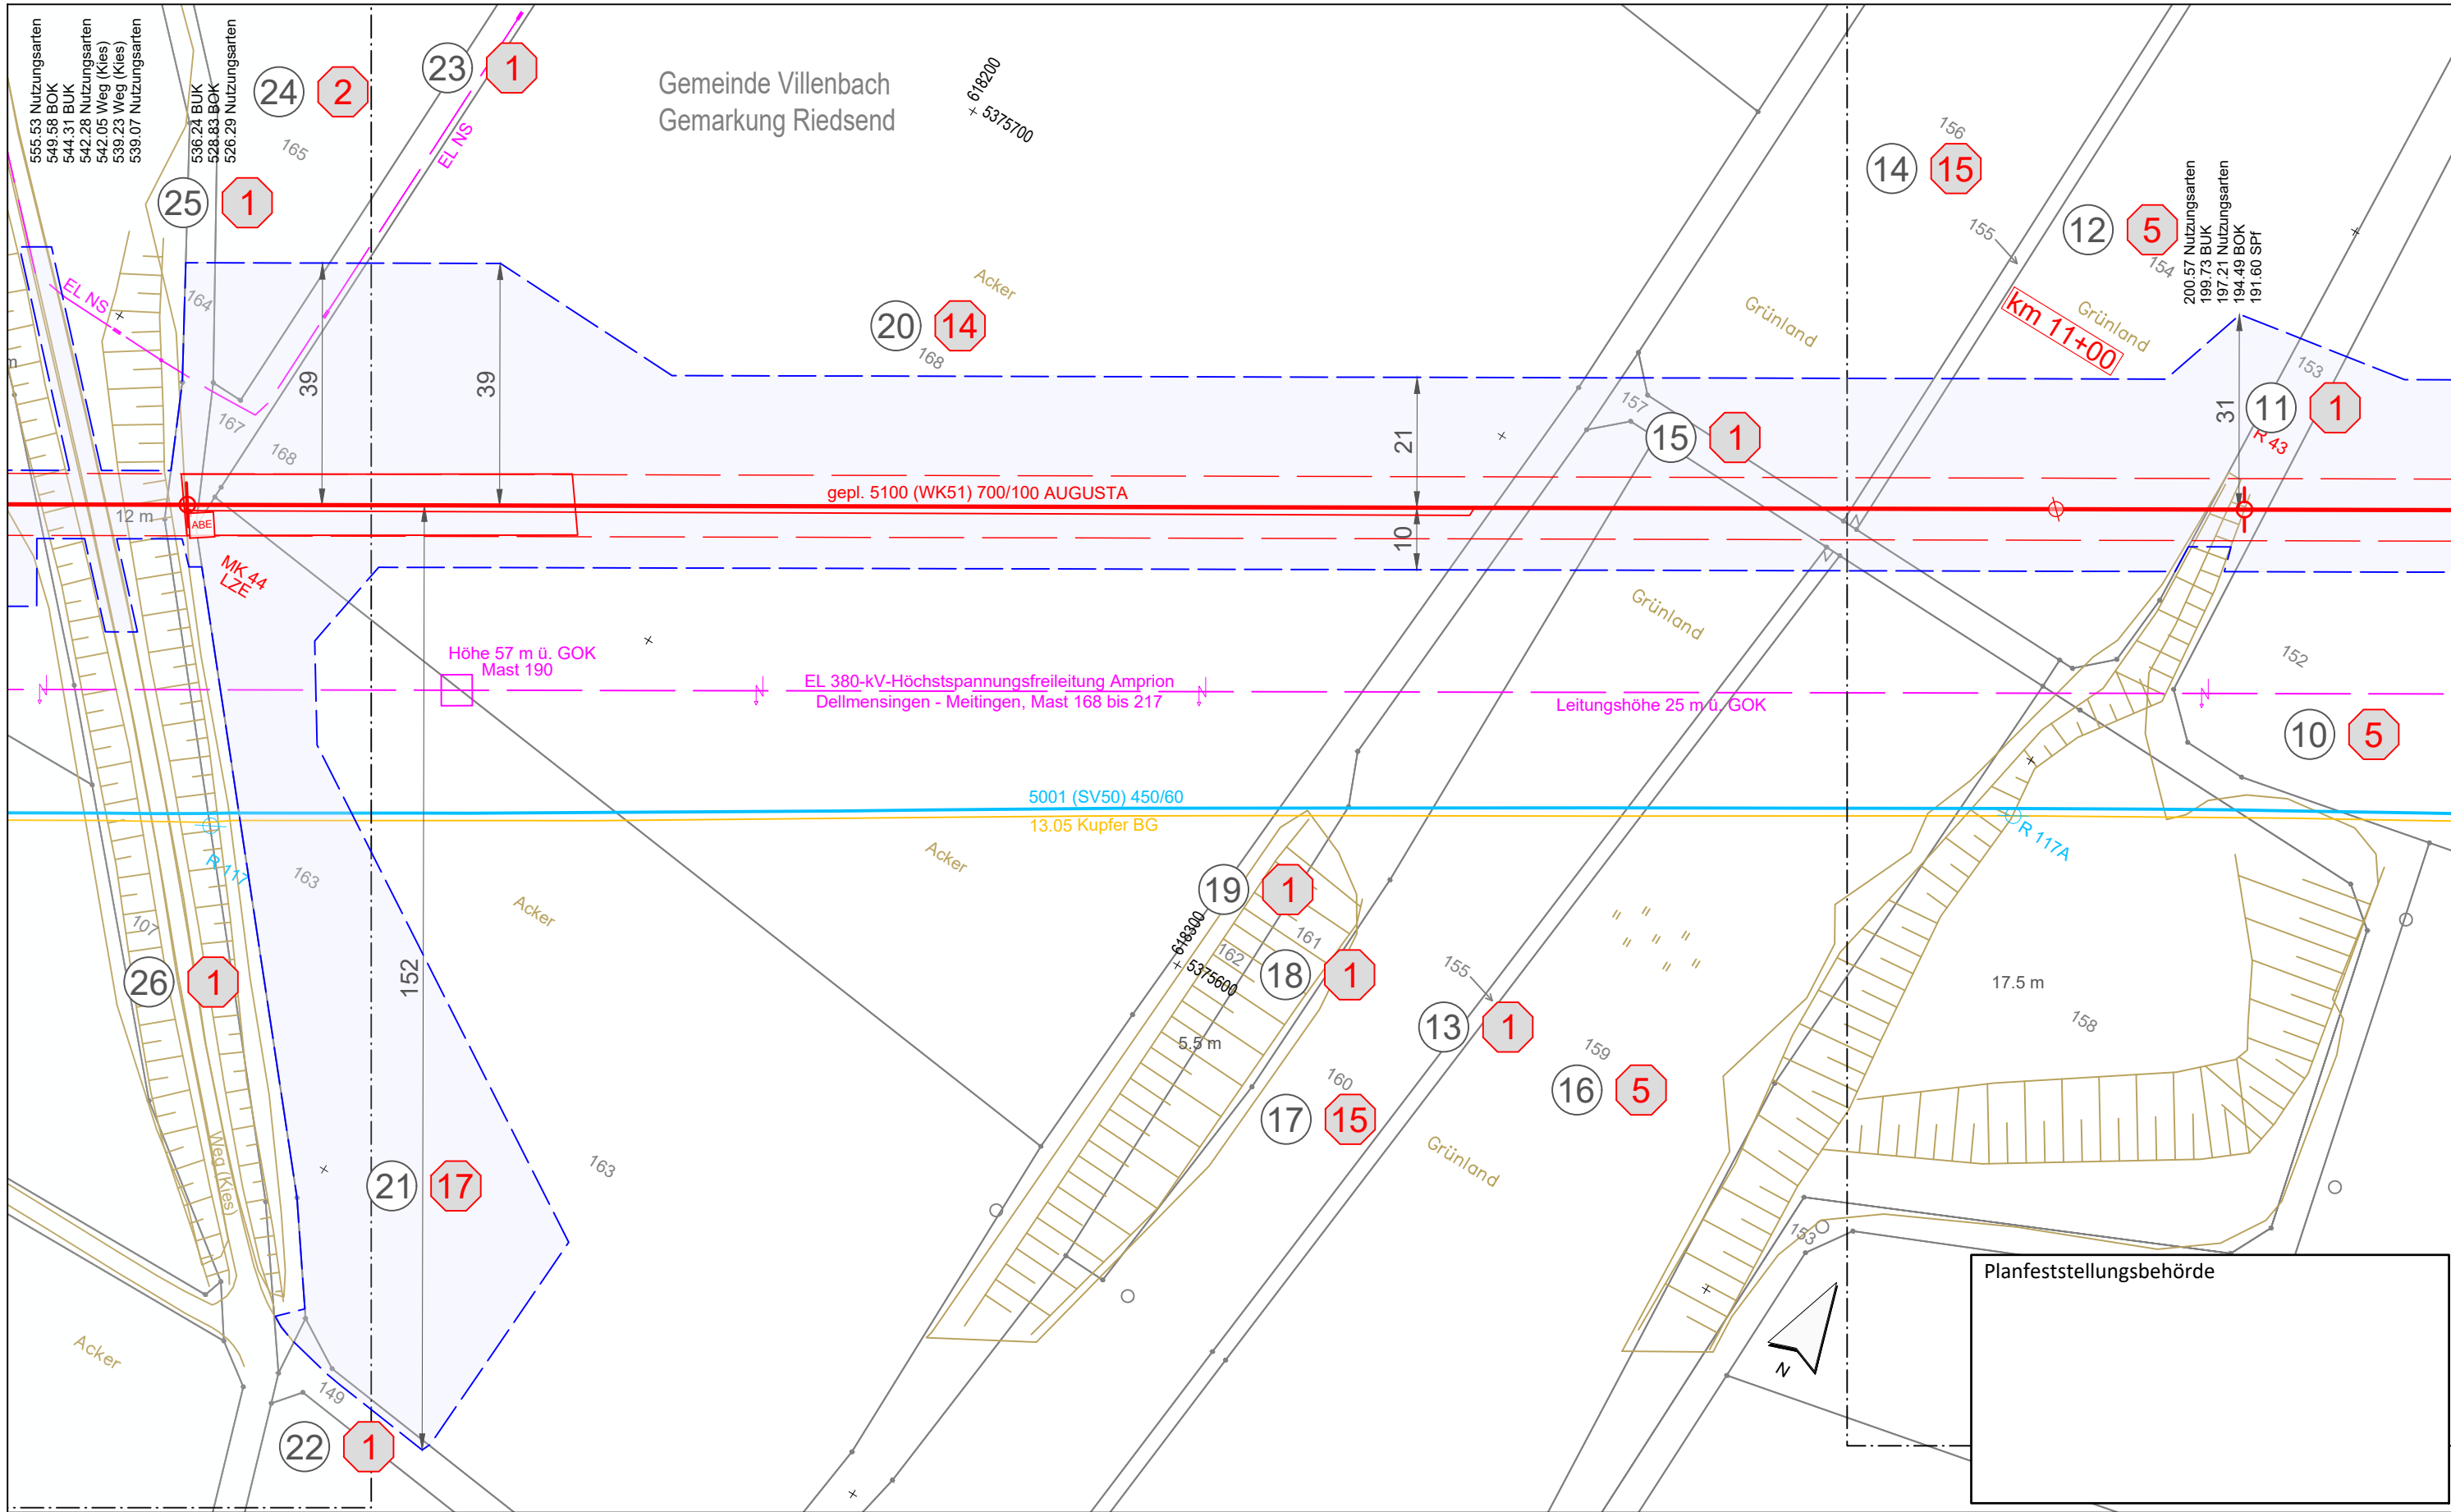 555.53 Nutzungsarten
549.58 BOK
544.31 BUK
542.28 Nutzungsarten
542.05 Weg (Kies)
539.23 Weg (Kies)
539.07 Nutzungsarten
536.24 BUK
528.83 BOK
526.29 Nutzungsarten
24 2
23 1
Gemeinde Villenbach
Gemarkung Riedsend
618200
5375700
EL NS
165
25 1
156
14 15
155
12 5
154
200.57 Nutzungsarten
199.73 BUK
197.21 Nutzungsarten
194.49 BOK
191.60 SPf
EL NS
164
Acker
20 14
168
Grünland
km 11+00
Grünland
153
39
39
167
168
157
15 1
21
31
11 1
R 43
m
gepl. 5100 (WK51) 700/100 AUGUSTA
12 m
ABE
10
MK 44
LZE
Grünland
Höhe 57 m ü. GOK
Mast 190
152
EL 380-kV-Höchstspannungsfreileitung Amprion
Dellmensingen - Meitingen, Mast 168 bis 217
Leitungshöhe 25 m ü. GOK
10 5
5001 (SV50) 450/60
13.05 Kupfer BG
R 117A
R 117
163
Acker
Acker
19 1
107
618300
5375600
162
161
18 1
155
26 1
152
17.5 m
158
13 1
5.5 m
159
160
16 5
17 15
Weg (Kies)
21 17
163
Grünland
153
Planfeststellungsbehörde
N
Acker
149
22 1